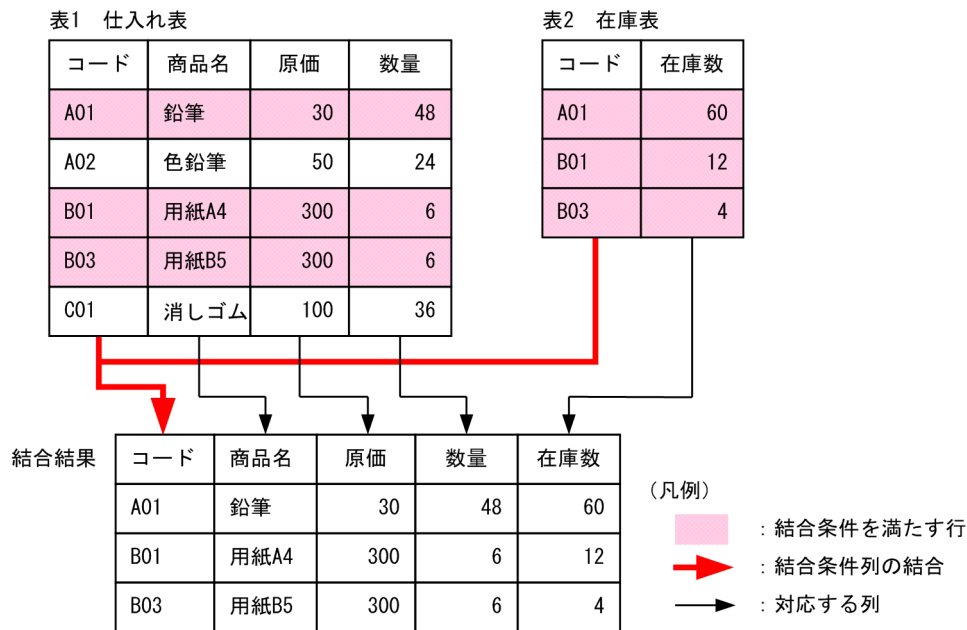 表1 仕入れ表
コード 商品名 原価 数量
A01 鉛筆 30 48
A02 色鉛筆 50 24
B01 用紙A4 300 6
B03 用紙B5 300 6
C01 消しゴム 100 36
表2 在庫表
コード 在庫数
A01 60
B01 12
B03 4
結合結果
コード 商品名 原価 数量 在庫数
A01 鉛筆 30 48 60
B01 用紙A4 300 6 12
B03 用紙B5 300 6 4
(凡例)
:結合条件を満たす行
:結合条件列の結合
:対応する列